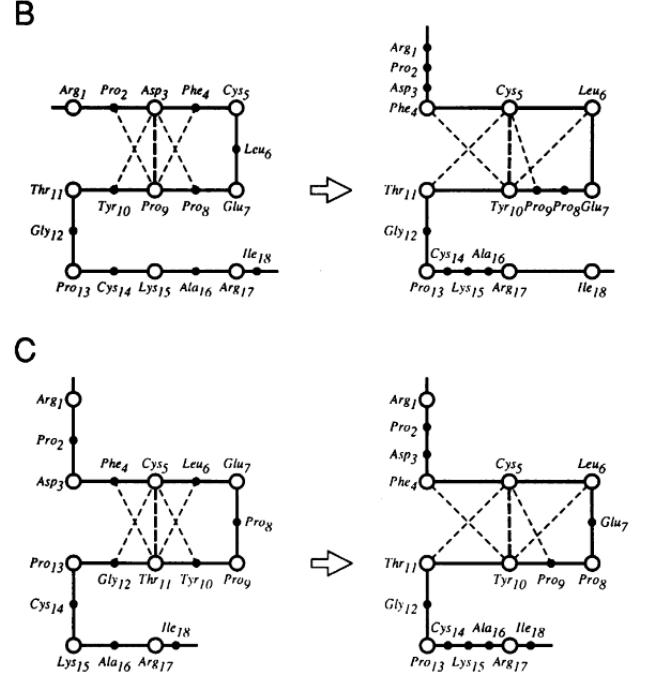 B
Arg1 Pro2 Asp3 Phe4 Cys5
Leu6
Thr11 Tyr10 Pro9 Pro8 Glu7
Gly12
Ile18
Pro13 Cys14 Lys15 Ala16 Arg17
Arg1
Pro2
Asp3
Phe4 Cys5 Leu6
Thr11 Tyr10 Pro9 Pro8 Glu7
Gly12
Cys14 Ala16
Pro13 Lys15 Arg17 Ile18
C
Arg1
Pro2
Asp3 Phe4 Cys5 Leu6 Glu7
Pro8
Pro13 Gly12 Thr11 Tyr10 Pro9
Cys14
Ile18
Lys15 Ala16 Arg17
Arg1
Pro2
Asp3
Phe4 Cys5 Leu6
Glu7
Thr11 Tyr10 Pro9 Pro8
Gly12
Cys14 Ala16 Ile18
Pro13 Lys15 Arg17